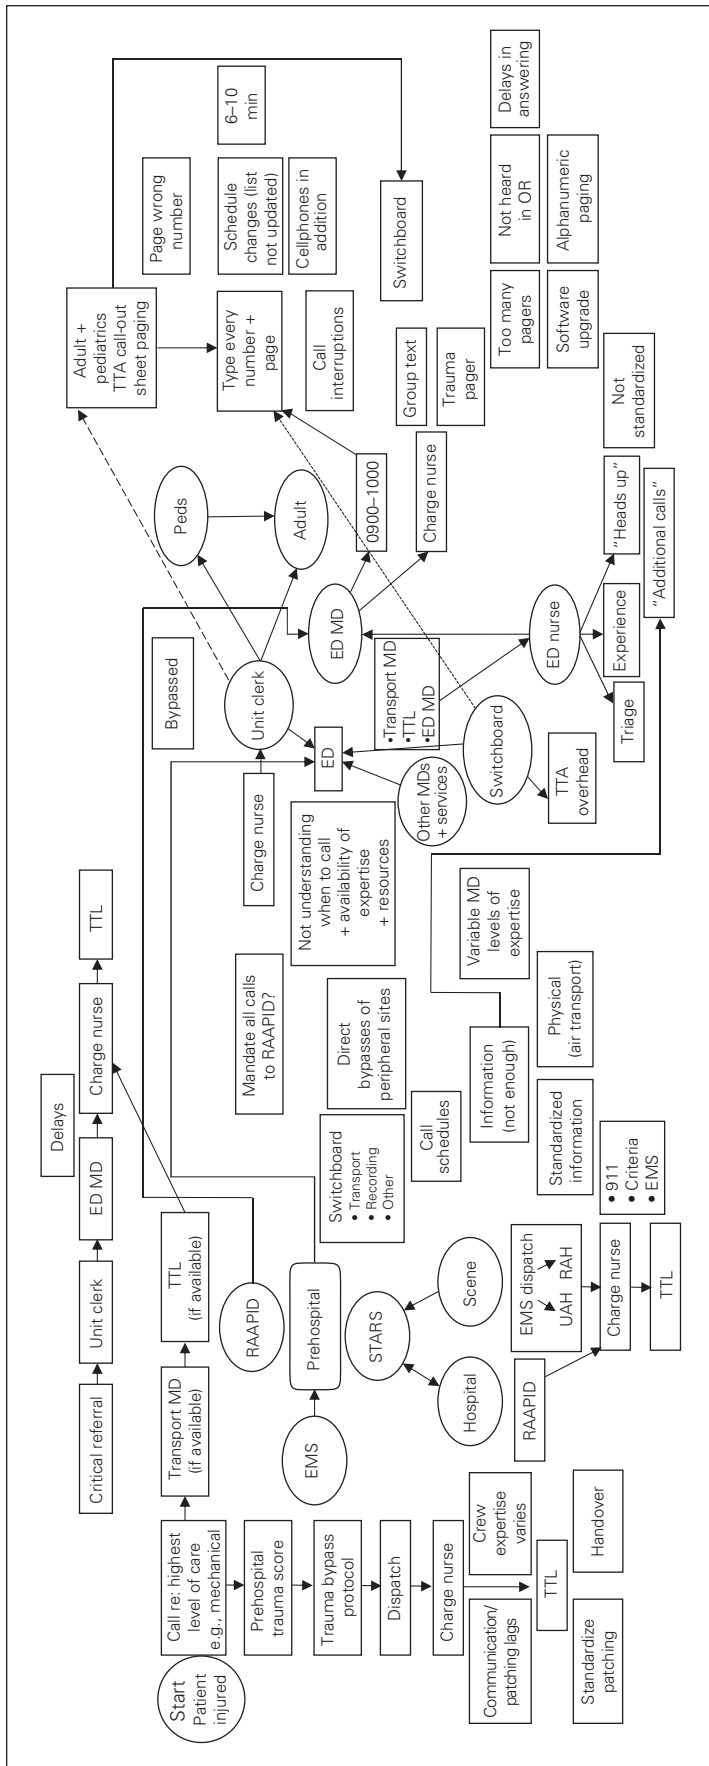 Critical referral
Unit clerk
ED MD
Delays
Charge nurse
TTL
Start
Patient
injured
Call re: highest
level of care
e.g., mechanical
Transport MD
(if available)
TTL
(if available)
Prehospital
trauma score
Trauma bypass
protocol
Dispatch
Charge nurse
Communication/
patching lags
Crew
expertise
varies
TTL
Standardize
patching
Handover
RAAPID
EMS
Prehospital
STARS
Hospital
Scene
RAAPID
EMS dispatch
UAH RAH
Charge nurse
TTL
Mandate all calls
to RAAPID?
Switchboard
• Transport
• Recording
• Other
Direct
bypasses of
peripheral sites
Call
schedules
Information
(not enough)
Standardized
information
• 911
• Criteria
• EMS
Variable MD
levels of
expertise
Physical
(air transport)
Bypassed
Charge nurse
Unit clerk
Not understanding
when to call
+ availability of
expertise
+ resources
ED
Other MDs
+ services
Switchboard
TTA
overhead
•Transport MD
•TTL
•ED MD
Peds
Adult
ED MD
0900–1000
Charge nurse
ED nurse
Triage
Experience
“Heads up”
“Additional calls”
Adult +
pediatrics
TTA call-out
sheet paging
Page wrong
number
Type every
number +
page
Schedule
changes (list
not updated)
6–10
min
Cellphones in
addition
Call
interruptions
Switchboard
Group text
Trauma
pager
Too many
pagers
Not heard
in OR
Delays in
answering
Software
upgrade
Alphanumeric
paging
Not
standardized